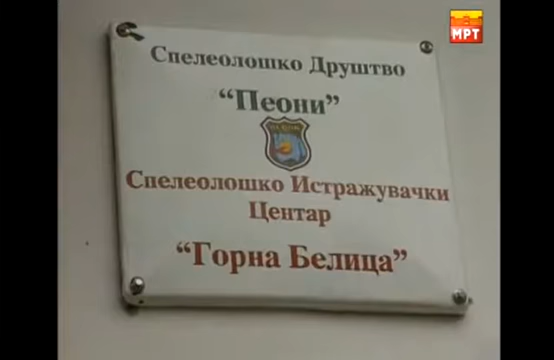 МРТ
Спелеолошко Друштво
“Пеони”
Спелеолошко Истражувачки
Центар
“Горна Белица”